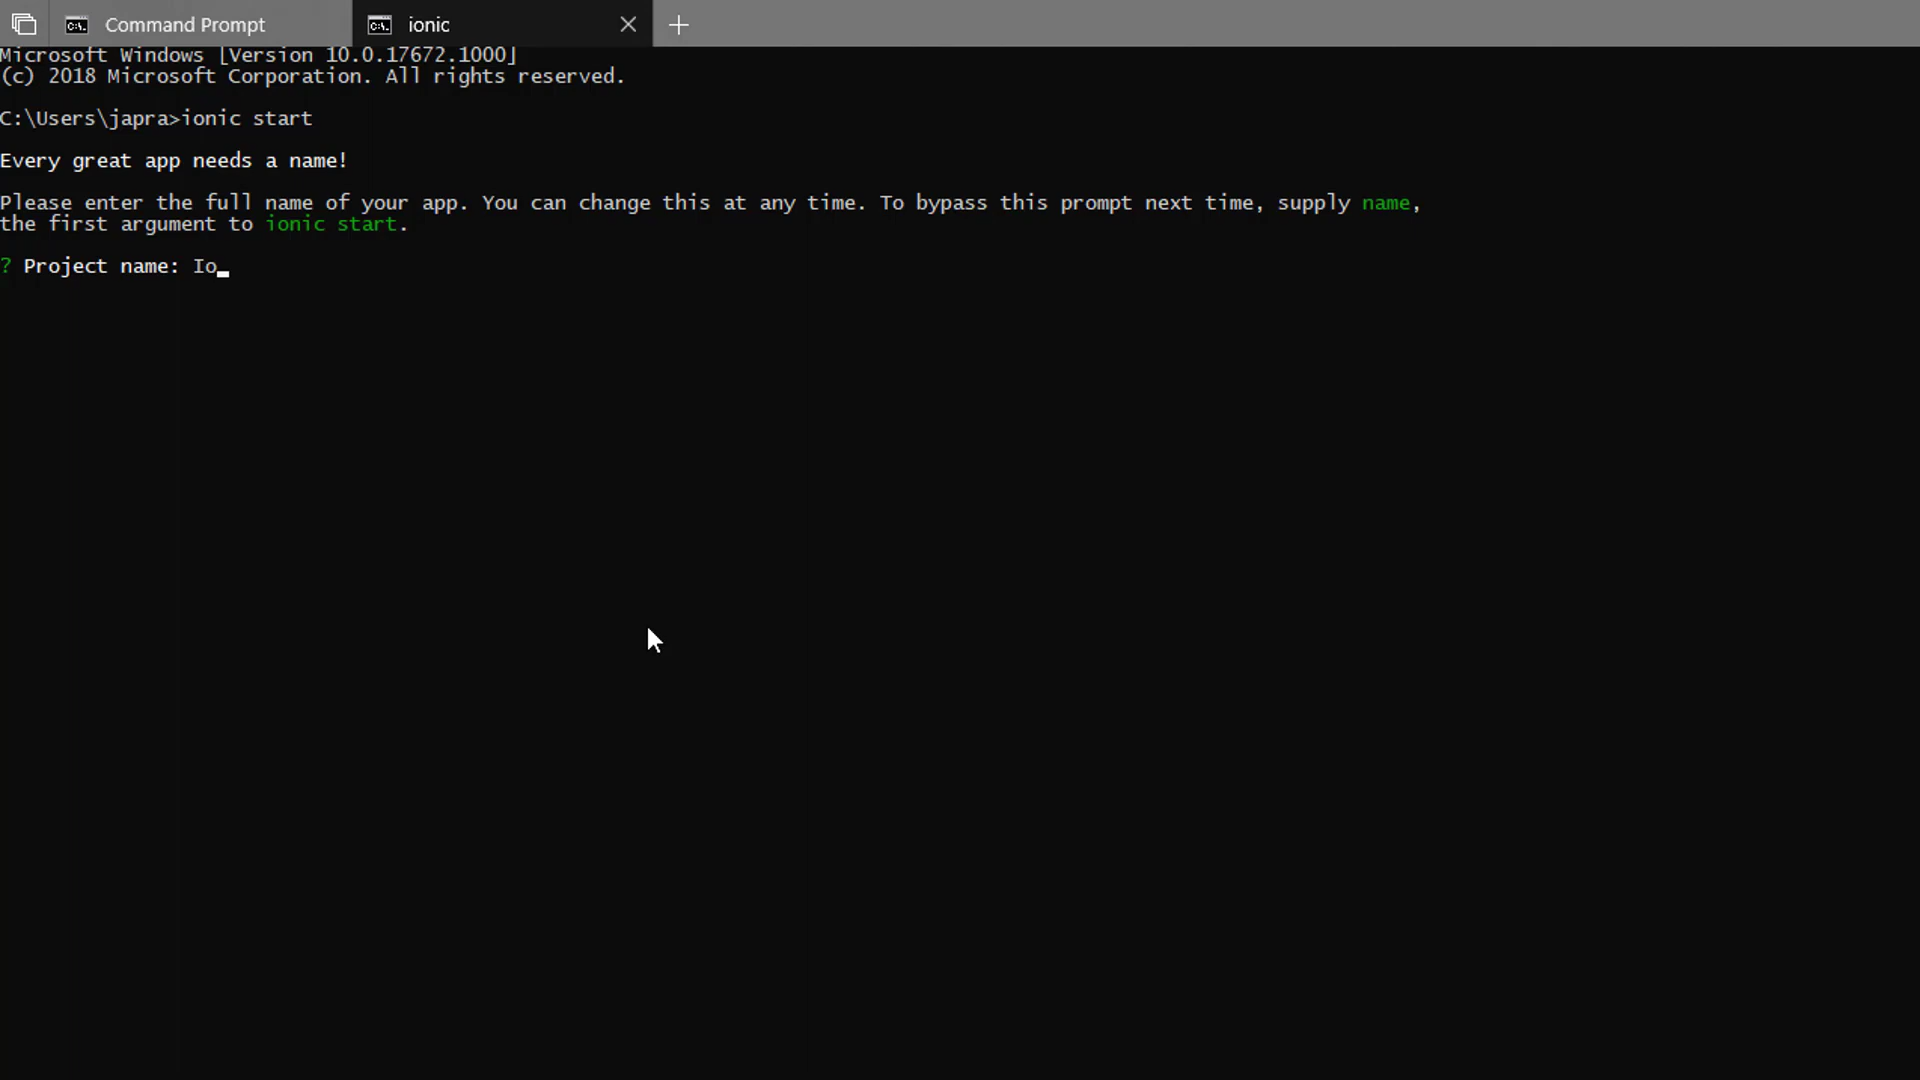 Command Prompt
ionic
Microsoft Windows [Version 10.0.17672.1000]
(c) 2018 Microsoft Corporation. All rights reserved.
C:\Users\japra>ionic start
Every great app needs a name!
Please enter the full name of your app. You can change this at any time. To bypass this prompt next time, supply name,
the first argument to ionic start.
? Project name: Io